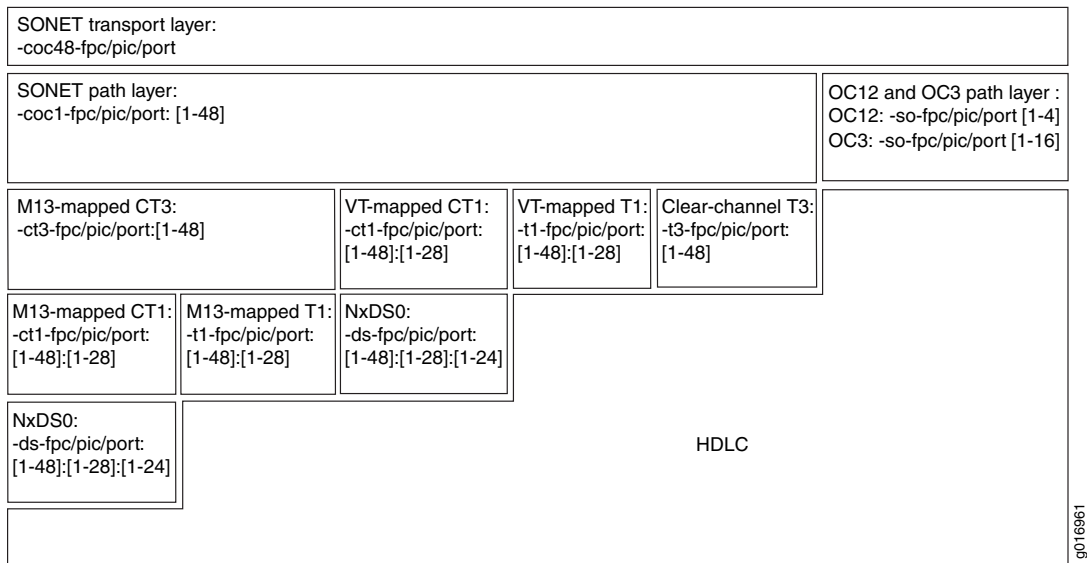 SONET transport layer:
-coc48-fpc/pic/port
SONET path layer:
-coc1-fpc/pic/port: [1-48]
OC12 and OC3 path layer :
OC12: -so-fpc/pic/port [1-4]
OC3: -so-fpc/pic/port [1-16]
M13-mapped CT3:
-ct3-fpc/pic/port:[1-48]
VT-mapped CT1:
-ct1-fpc/pic/port:
[1-48]:[1-28]
VT-mapped T1:
-t1-fpc/pic/port:
[1-48]:[1-28]
Clear-channel T3:
-t3-fpc/pic/port:
[1-48]
M13-mapped CT1:
-ct1-fpc/pic/port:
[1-48]:[1-28]
M13-mapped T1:
-t1-fpc/pic/port:
[1-48]:[1-28]
NxDS0:
-ds-fpc/pic/port:
[1-48]:[1-28]:[1-24]
NxDS0:
-ds-fpc/pic/port:
[1-48]:[1-28]:[1-24]
HDLC
g016961